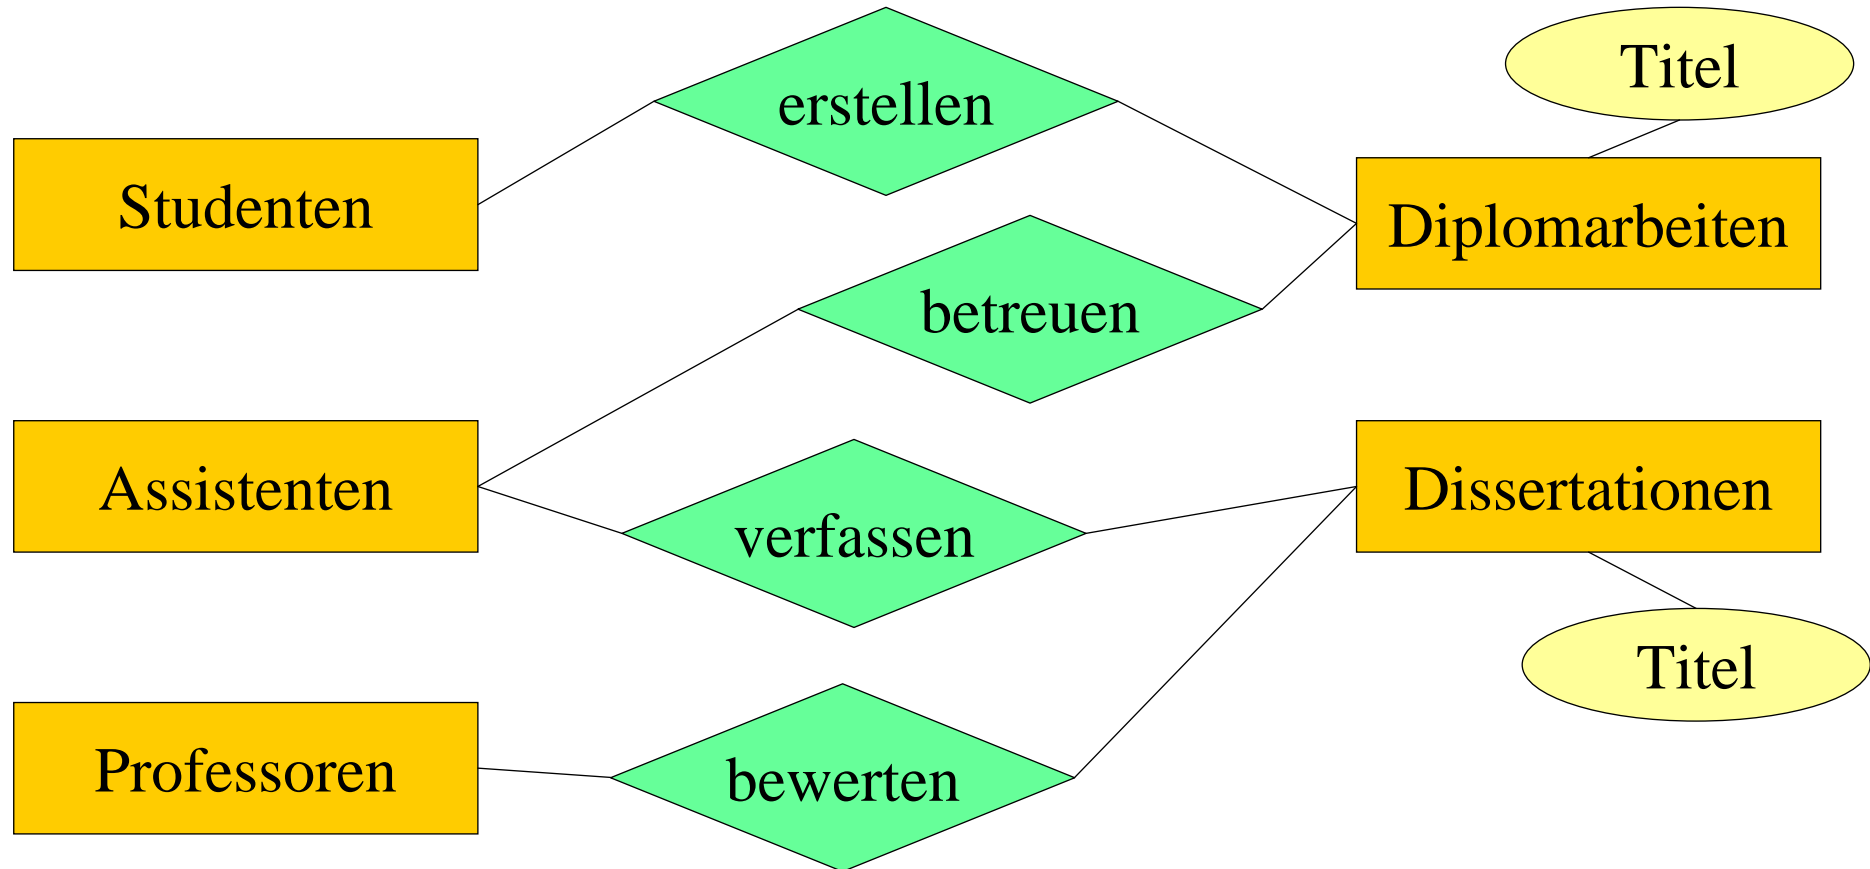 Titel
erstellen
Studenten
Diplomarbeiten
betreuen
Assistenten
Dissertationen
verfassen
Titel
Professoren
bewerten